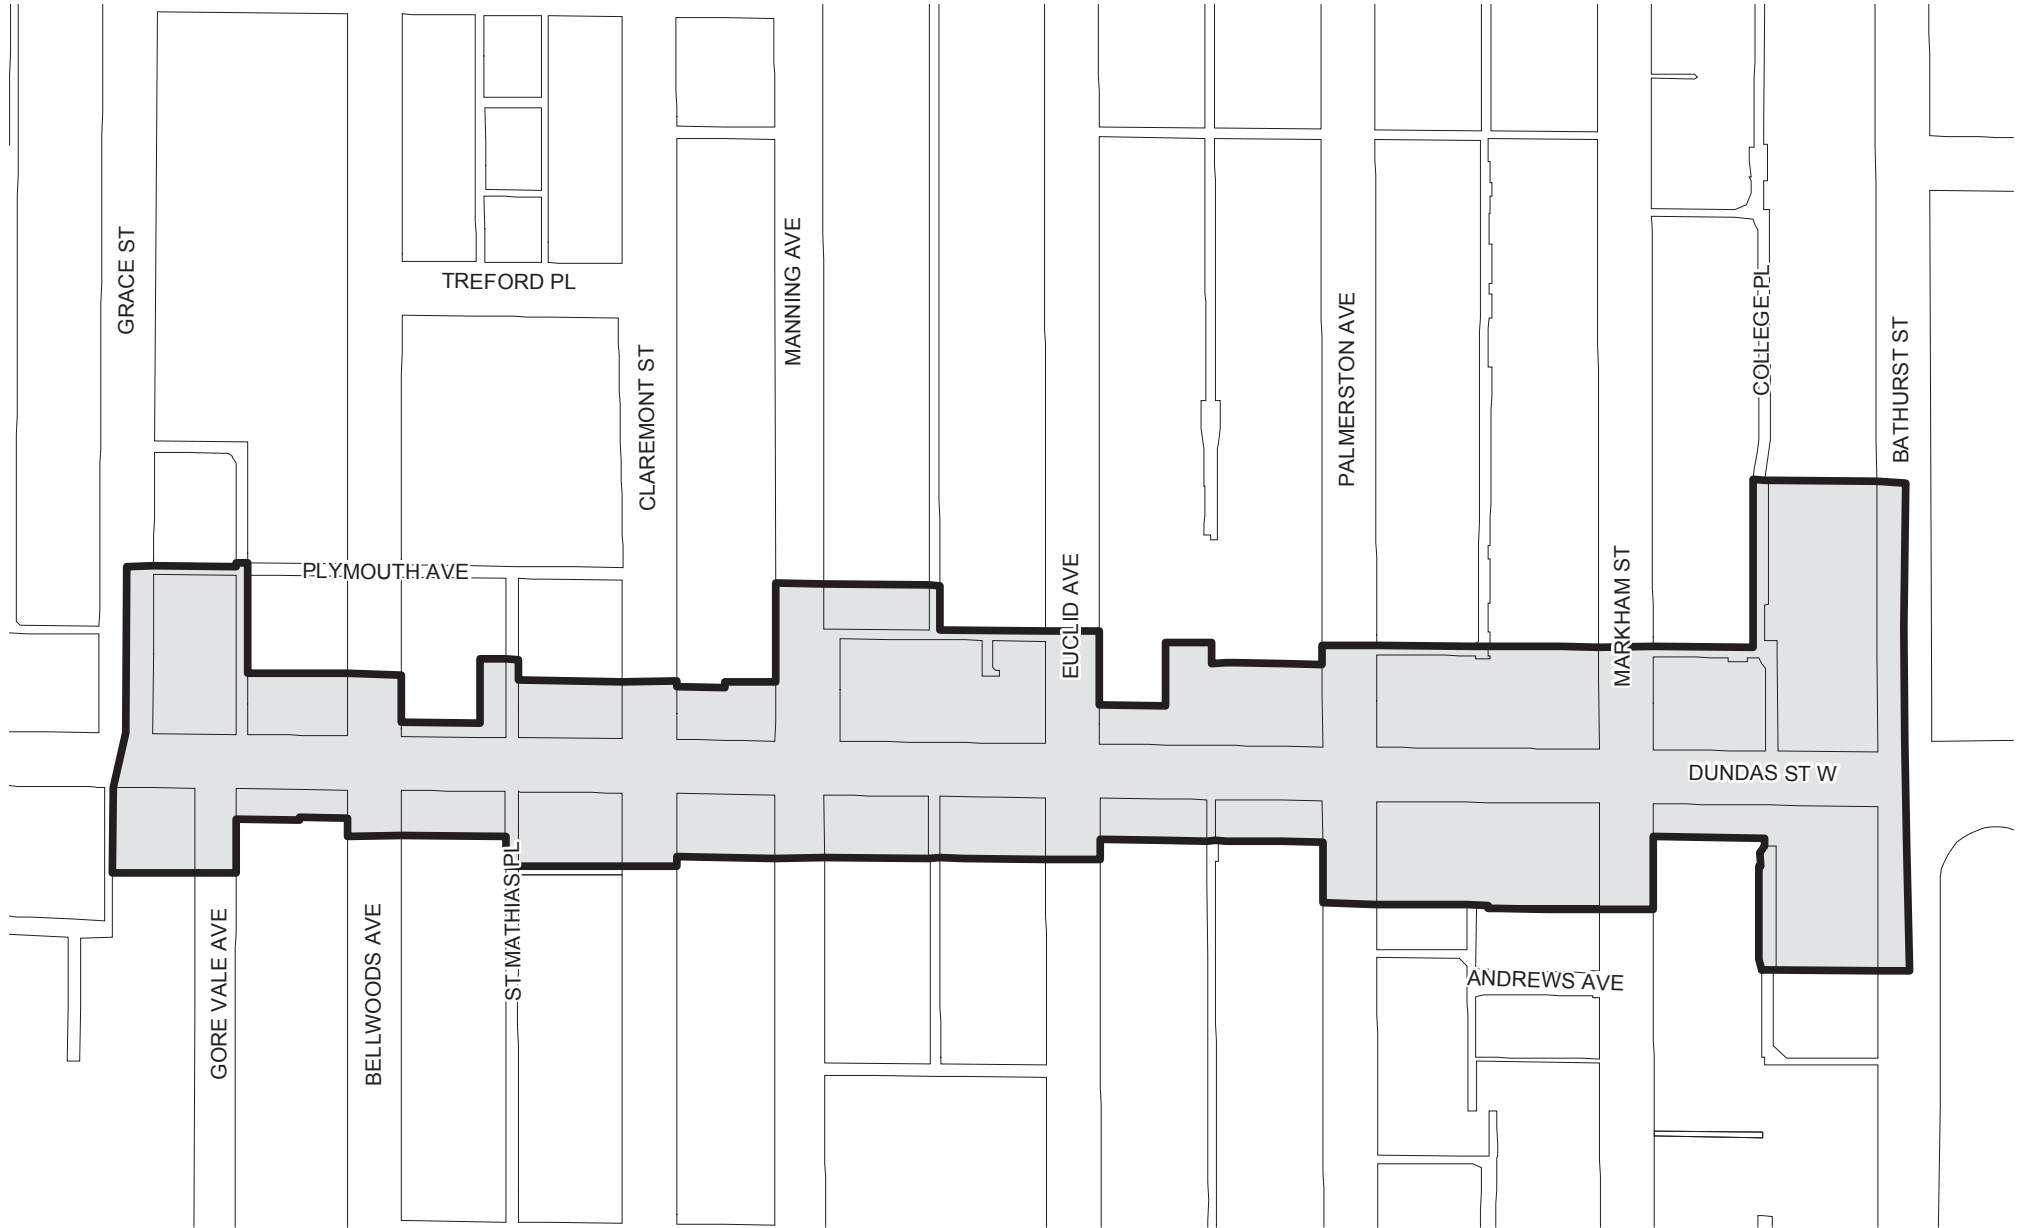 GRACE ST
TREFORD PL
MANNING AVE
CLAREMONT ST
PALMERSTON AVE
COLLEGE PL
BATHURST ST
PLYMOUTH AVE
EUCLID AVE
MARKHAM ST
DUNDAS ST W
GORE VALE AVE
BELLWOODS AVE
ST MATHIAS PL
ANDREWS AVE